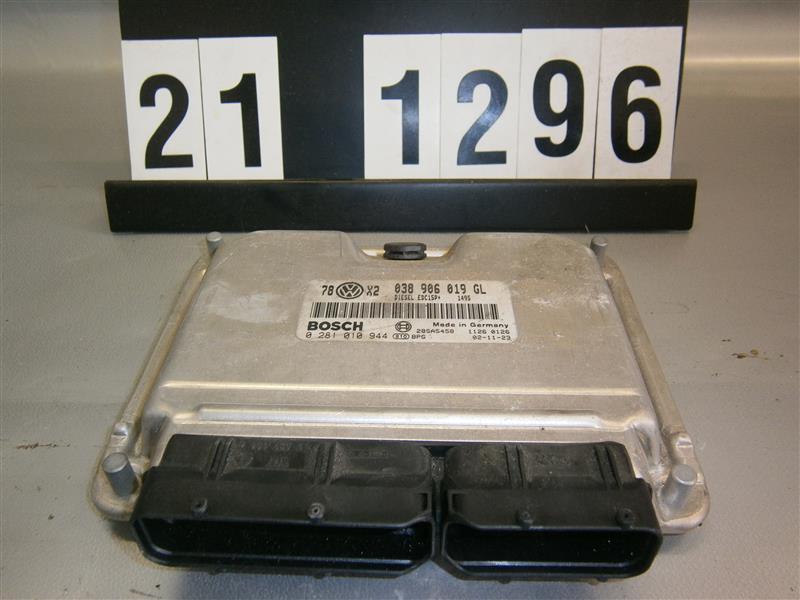 21 1296
78 X2 038 906 019 GL
DIESEL EDC15P+ 1495
BOSCH Made in Germany
28SA5458 1126 0126
0 281 010 944 BPG 02-11-23